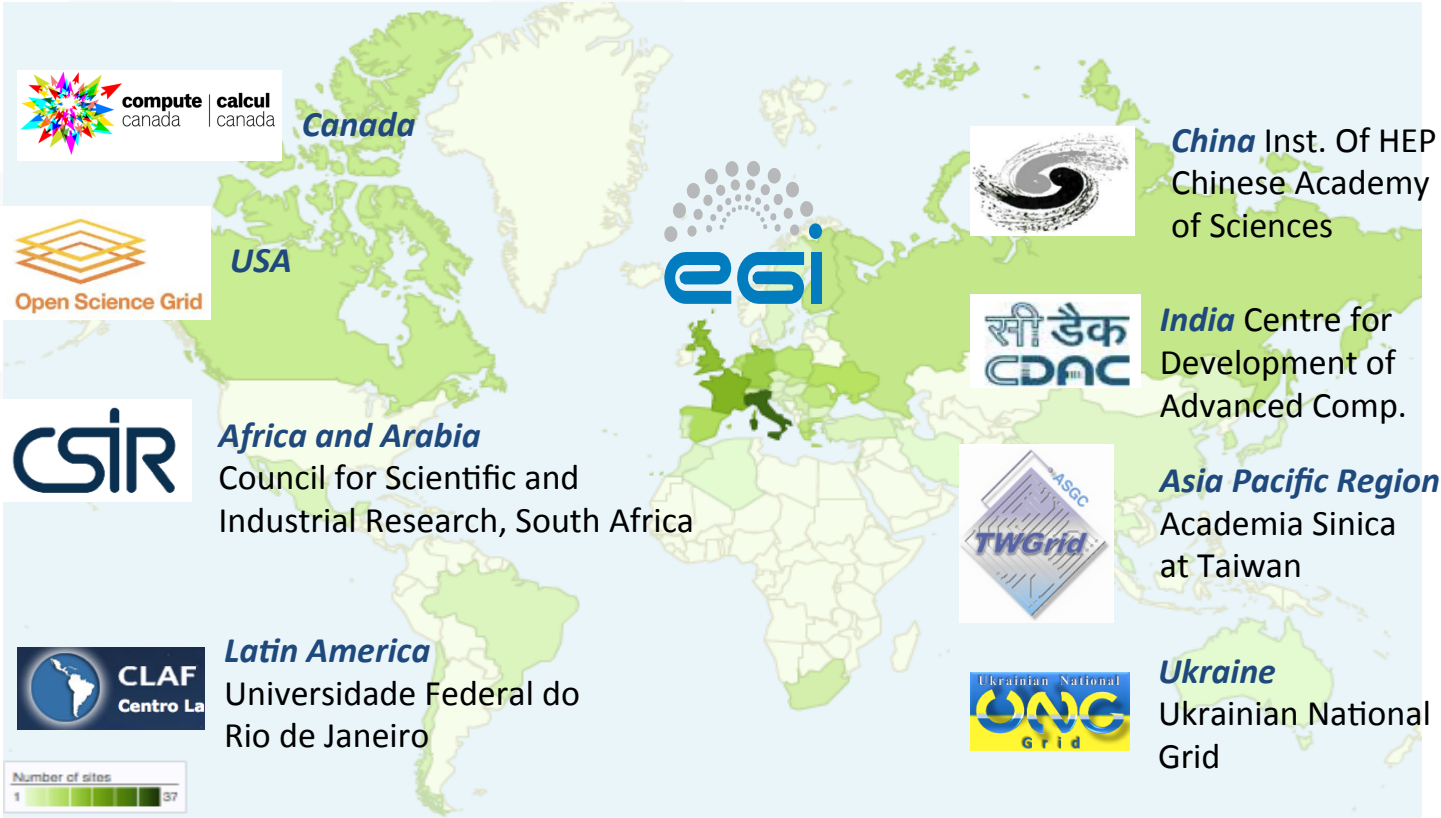 compute | calcul
canada | canada
Canada
Open Science Grid
USA
CSIR
Africa and Arabia
Council for Scientific and
Industrial Research, South Africa
CLAF
Centro La
Latin America
Universidade Federal do
Rio de Janeiro
Number of sites
1 37
egi
China Inst. Of HEP
Chinese Academy
of Sciences
सी डैक
CDAC
India Centre for
Development of
Advanced Comp.
ASGC
TWGrid
Asia Pacific Region
Academia Sinica
at Taiwan
Ukrainian National
UNG
Grid
Ukraine
Ukrainian National
Grid